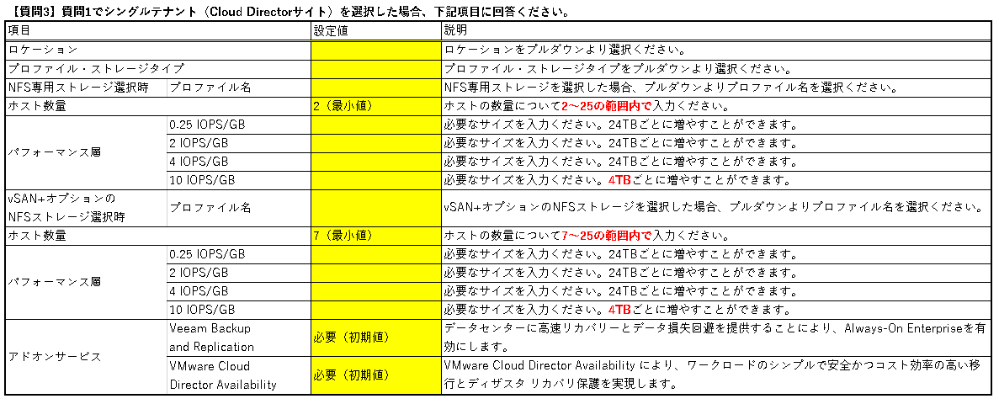 【質問3】質問1でシングルテナント（Cloud Directorサイト）を選択した場合、下記項目に回答ください。
項目 設定値 説明
ロケーション ロケーションをプルダウンより選択ください。
プロファイル・ストレージタイプ プロファイル・ストレージタイプをプルダウンより選択ください。
NFS専用ストレージ選択時 プロファイル名 NFS専用ストレージを選択した場合、プルダウンよりプロファイル名を選択ください。
ホスト数量 2（最小値） ホストの数量について2～25の範囲内で入力ください。
パフォーマンス層
0.25 IOPS/GB 必要なサイズを入力ください。24TBごとに増やすことができます。
2 IOPS/GB 必要なサイズを入力ください。24TBごとに増やすことができます。
4 IOPS/GB 必要なサイズを入力ください。24TBごとに増やすことができます。
10 IOPS/GB 必要なサイズを入力ください。4TBごとに増やすことができます。
vSAN+オプションの
NFSストレージ選択時
プロファイル名 vSAN+オプションのNFSストレージを選択した場合、プルダウンよりプロファイル名を選択ください。
ホスト数量 7（最小値） ホストの数量について7～25の範囲内で入力ください。
パフォーマンス層
0.25 IOPS/GB 必要なサイズを入力ください。24TBごとに増やすことができます。
2 IOPS/GB 必要なサイズを入力ください。24TBごとに増やすことができます。
4 IOPS/GB 必要なサイズを入力ください。24TBごとに増やすことができます。
10 IOPS/GB 必要なサイズを入力ください。4TBごとに増やすことができます。
アドオンサービス
Veeam Backup
and Replication
必要（初期値）
データセンターに高速リカバリーとデータ損失回避を提供することにより、Always-On Enterpriseを有
効にします。
VMware Cloud
Director Availability
必要（初期値）
VMware Cloud Director Availability により、ワークロードのシンプルで安全かつコスト効率の高い移
行とディザスタ リカバリ保護を実現します。